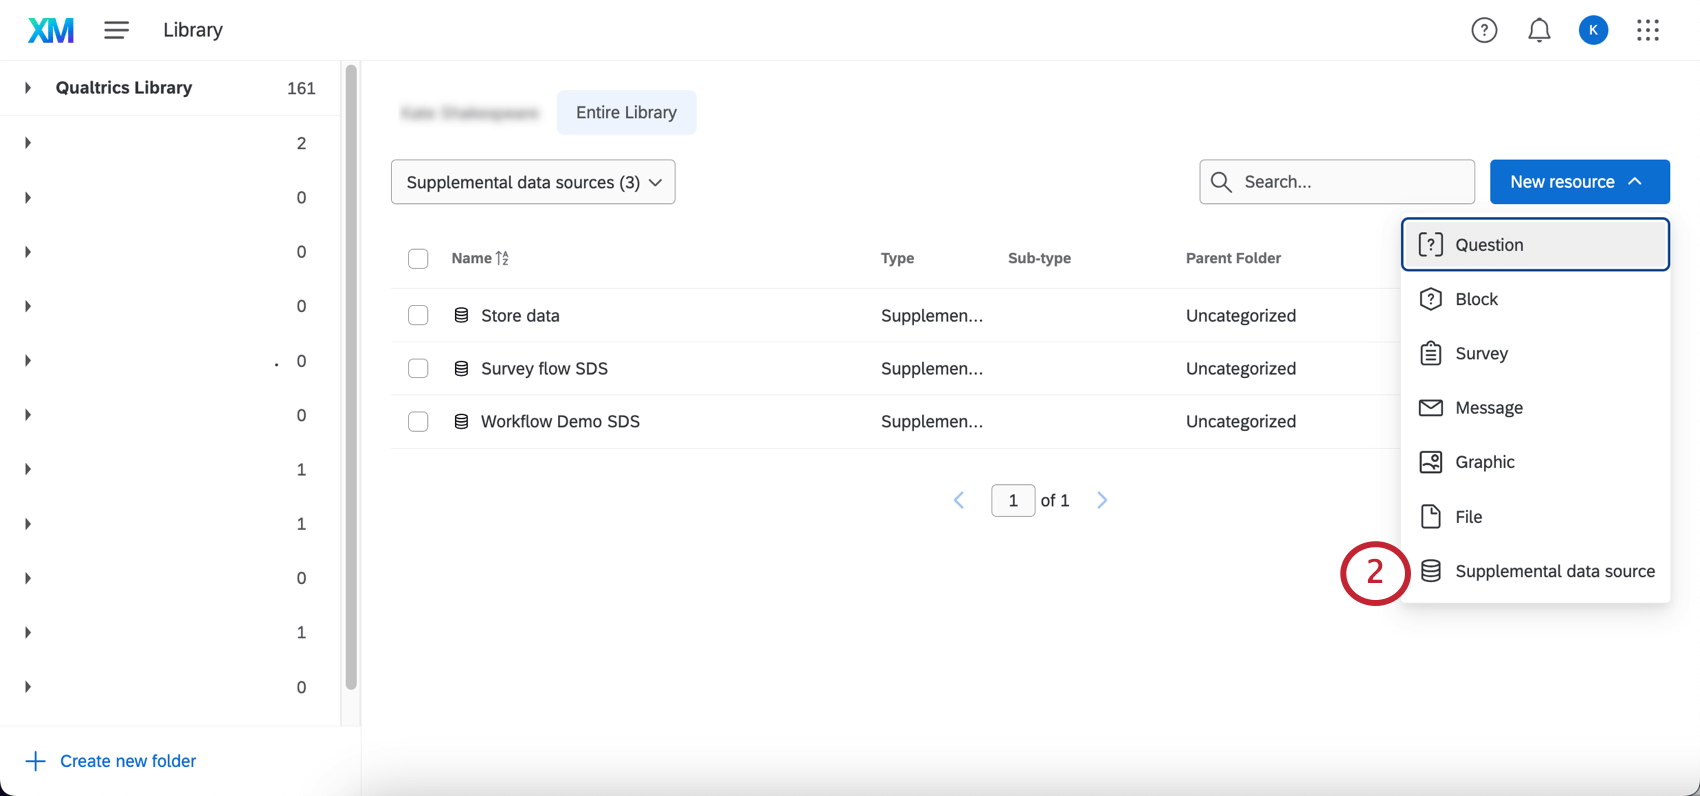 XM Library K
Qualtrics Library 161
2
0
0
0
. 0
0
1
1
0
1
0
Create new folder
Entire Library
Supplemental data sources (3)
Search...
New resource
Name Type Sub-type Parent Folder
Store data Supplemen... Uncategorized
Survey flow SDS Supplemen... Uncategorized
Workflow Demo SDS Supplemen... Uncategorized
1 of 1
Question
Block
Survey
Message
Graphic
File
2 Supplemental data source